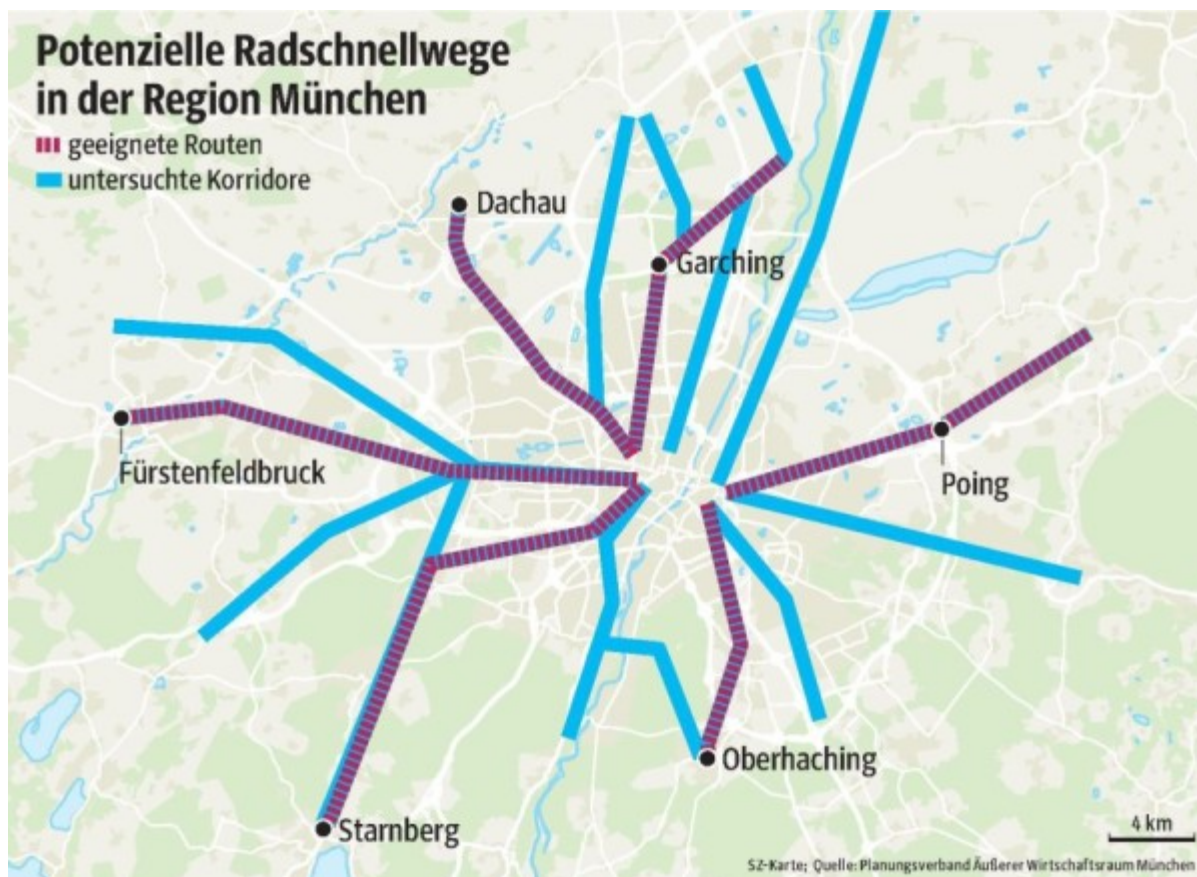 Potenzielle Radschnellwege
in der Region München
geeignete Routen
untersuchte Korridore
Dachau
Garching
Fürstenfeldbruck
Poing
Oberhaching
Starnberg
4 km
SZ-Karte; Quelle: Planungsverband Äußerer Wirtschaftsraum München